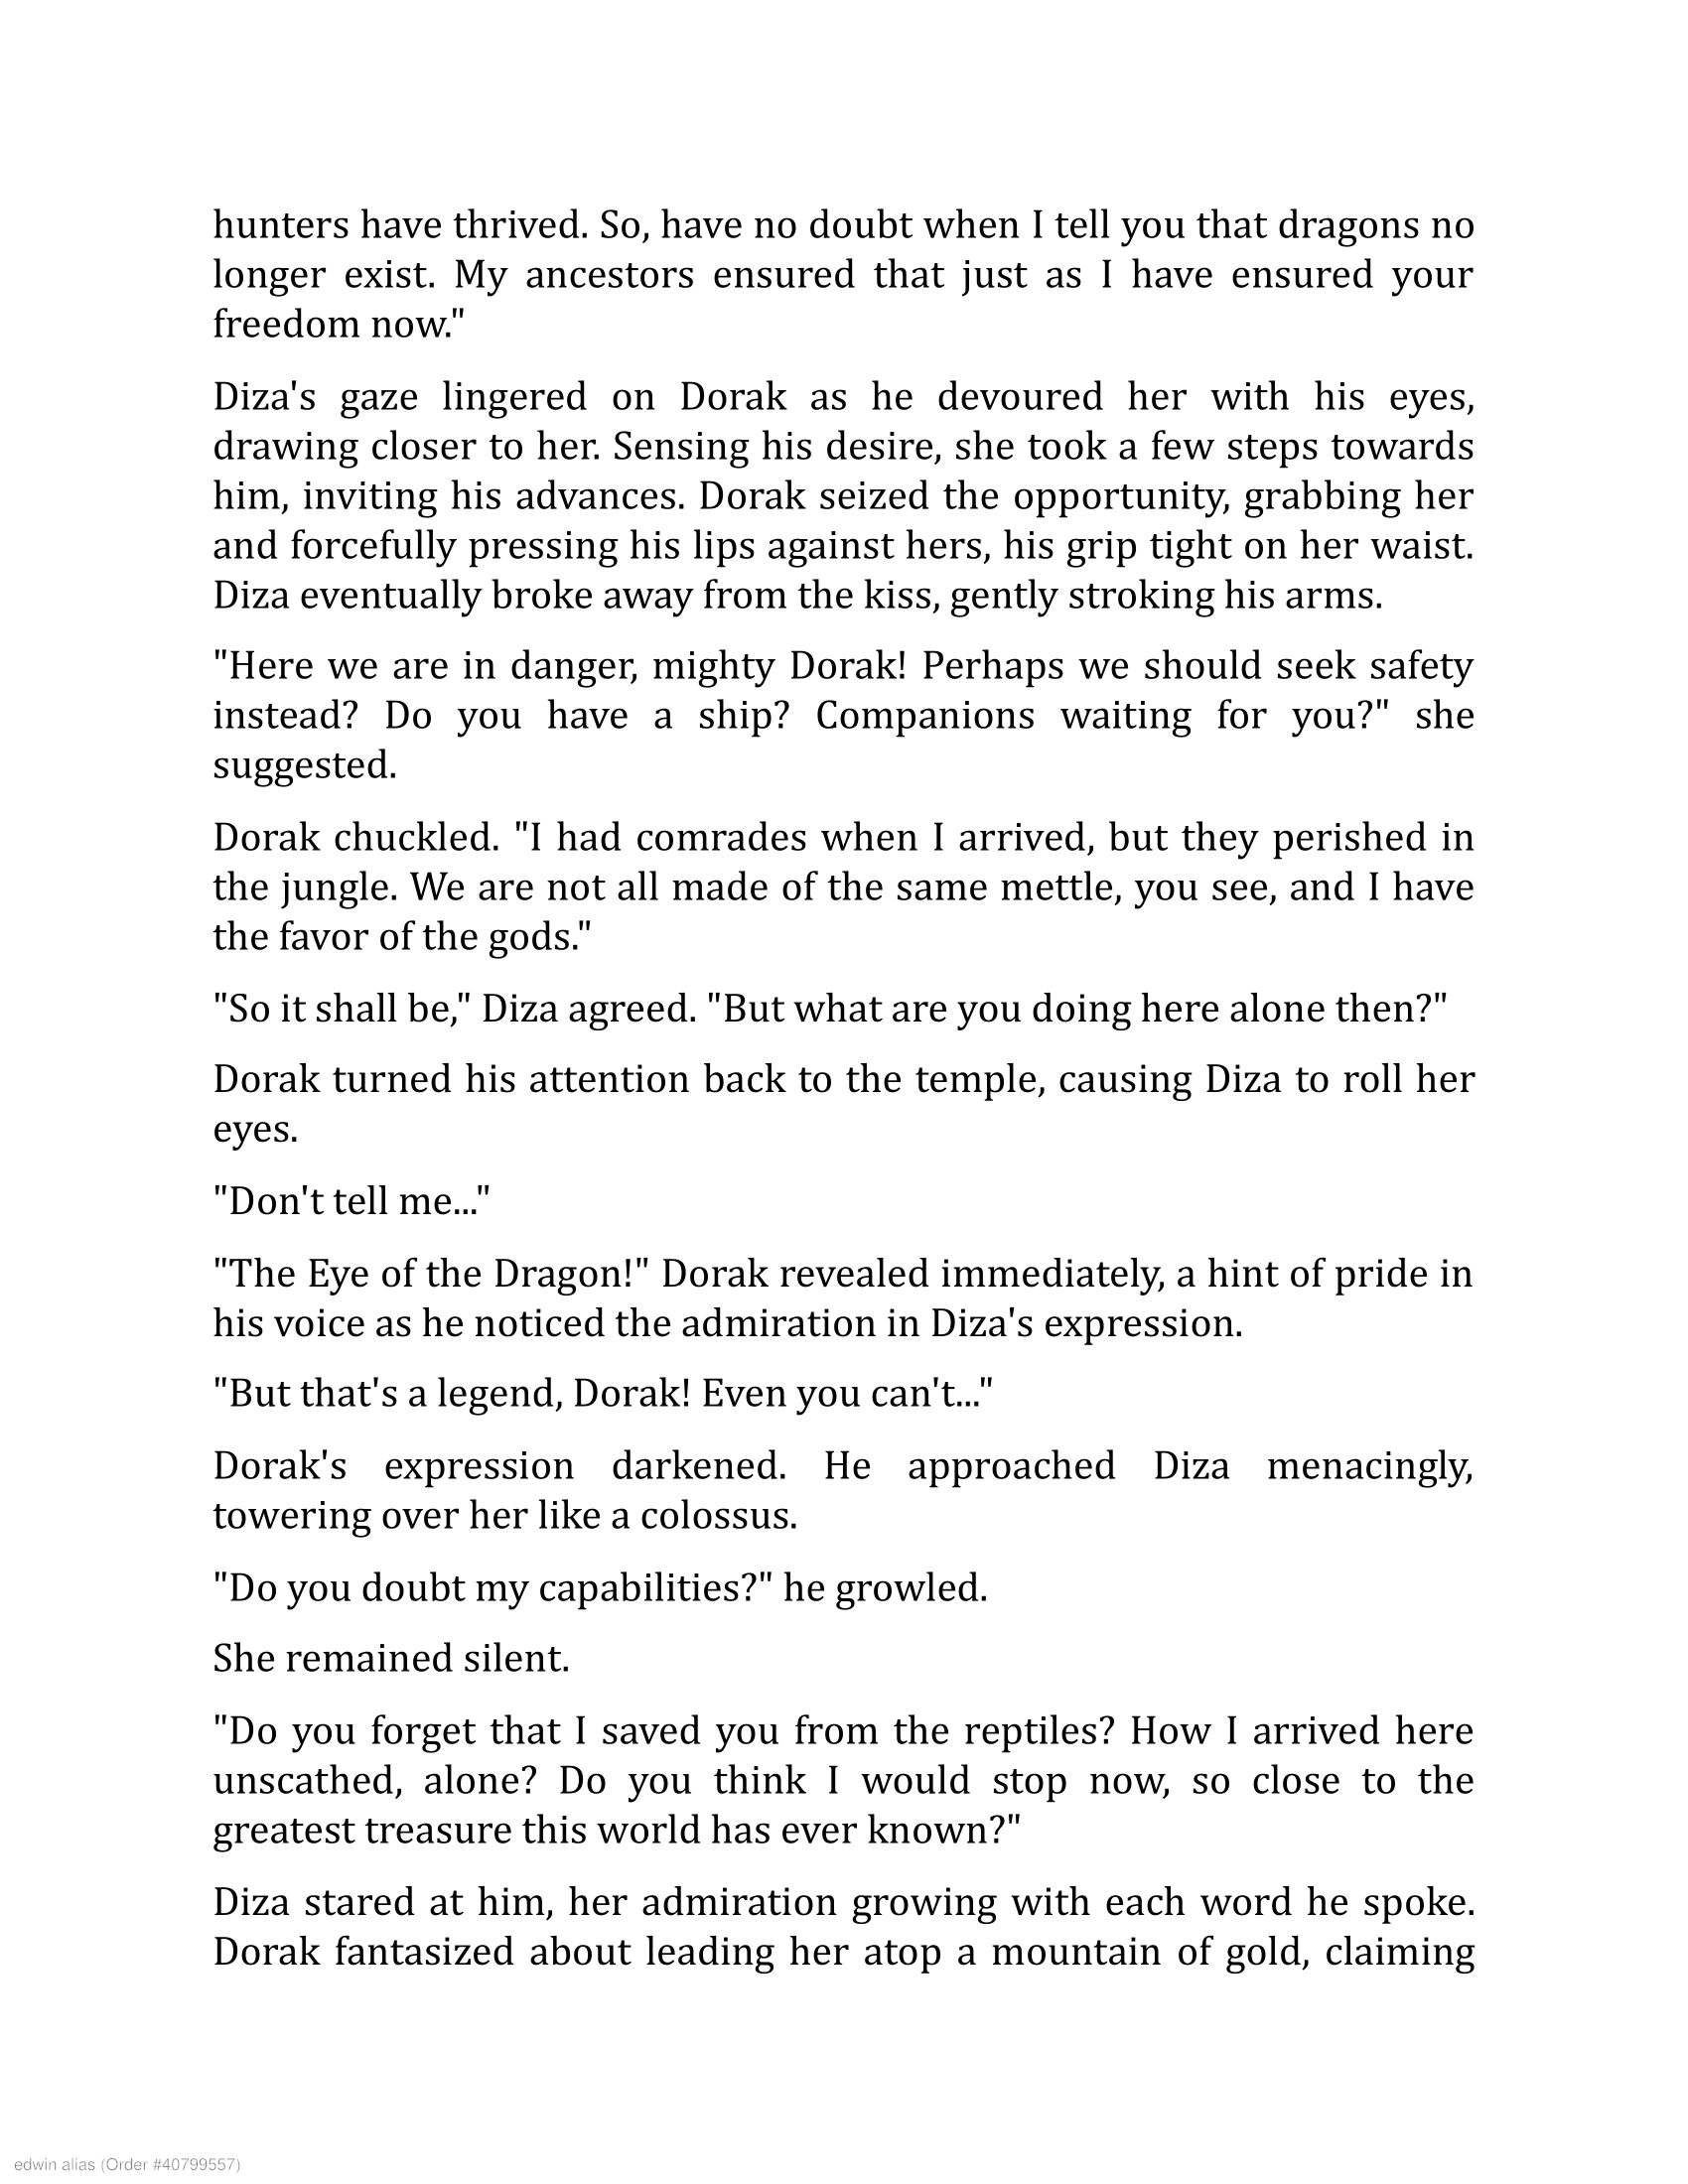 hunters have thrived. So, have no doubt when I tell you that dragons no
longer exist. My ancestors ensured that just as I have ensured your
freedom now."
Diza's gaze lingered on Dorak as he devoured her with his eyes,
drawing closer to her. Sensing his desire, she took a few steps towards
him, inviting his advances. Dorak seized the opportunity, grabbing her
and forcefully pressing his lips against hers, his grip tight on her waist.
Diza eventually broke away from the kiss, gently stroking his arms.
"Here we are in danger, mighty Dorak! Perhaps we should seek safety
instead? Do you have a ship? Companions waiting for you?" she
suggested.
Dorak chuckled. "I had comrades when I arrived, but they perished in
the jungle. We are not all made of the same mettle, you see, and I have
the favor of the gods."
"So it shall be," Diza agreed. "But what are you doing here alone then?"
Dorak turned his attention back to the temple, causing Diza to roll her
eyes.
"Don't tell me..."
"The Eye of the Dragon!" Dorak revealed immediately, a hint of pride in
his voice as he noticed the admiration in Diza's expression.
"But that's a legend, Dorak! Even you can't..."
Dorak's expression darkened. He approached Diza menacingly,
towering over her like a colossus.
"Do you doubt my capabilities?" he growled.
She remained silent.
"Do you forget that I saved you from the reptiles? How I arrived here
unscathed, alone? Do you think I would stop now, so close to the
greatest treasure this world has ever known?"
Diza stared at him, her admiration growing with each word he spoke.
Dorak fantasized about leading her atop a mountain of gold, claiming
edwin alias (Order #40799557)